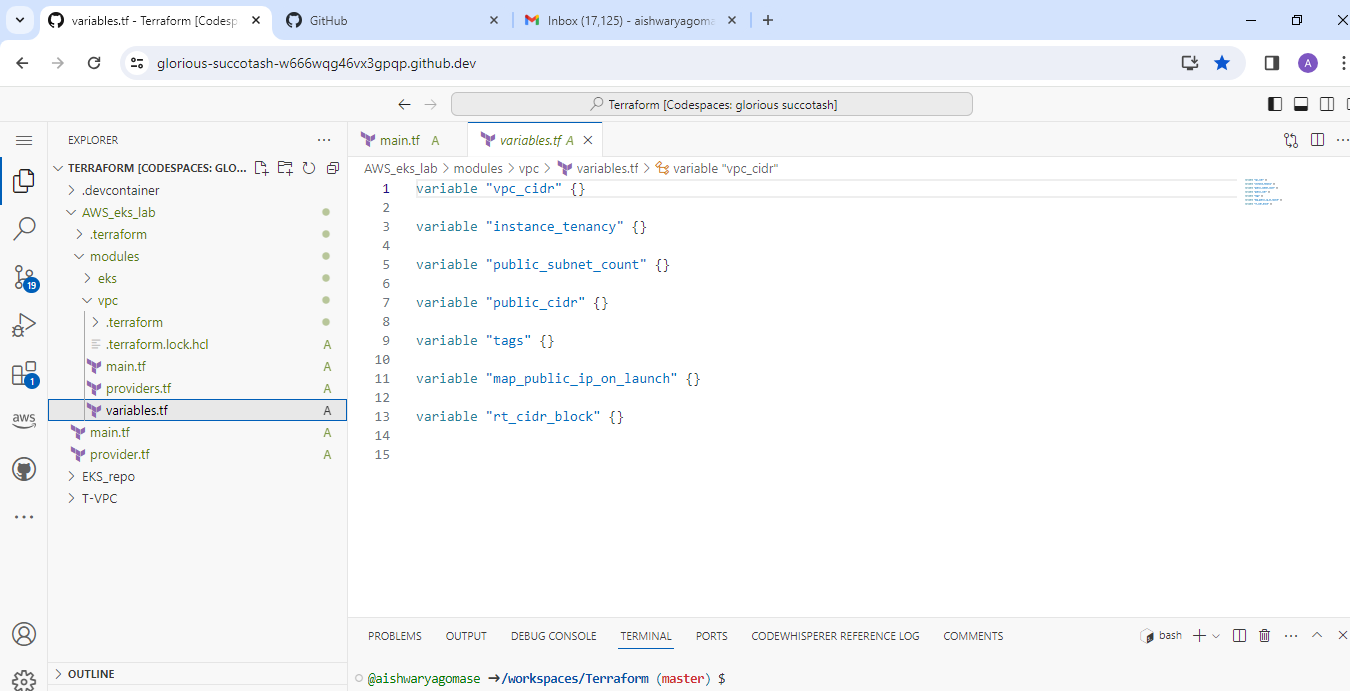 variables.tf - Terraform [Codesp
GitHub
Inbox (17,125) - aishwaryagoma
glorious-succotash-w666wqg46vx3gpqp.github.dev
A
Terraform [Codespaces: glorious succotash]
EXPLORER
TERRAFORM [CODESPACES: GLO...
.devcontainer
AWS_eks_lab
.terraform
modules
eks
vpc
.terraform
.terraform.lock.hcl A
main.tf A
providers.tf A
variables.tf A
main.tf A
provider.tf A
EKS_repo
T-VPC
OUTLINE
19
1
aws
main.tf A
variables.tf A
AWS_eks_lab > modules > vpc > variables.tf > variable "vpc_cidr"
1 variable "vpc_cidr" {}
2
3 variable "instance_tenancy" {}
4
5 variable "public_subnet_count" {}
6
7 variable "public_cidr" {}
8
9 variable "tags" {}
10
11 variable "map_public_ip_on_launch" {}
12
13 variable "rt_cidr_block" {}
14
15
PROBLEMS OUTPUT DEBUG CONSOLE TERMINAL PORTS CODEWHISPERER REFERENCE LOG COMMENTS
bash
@aishwaryagomase →/workspaces/Terraform (master) $